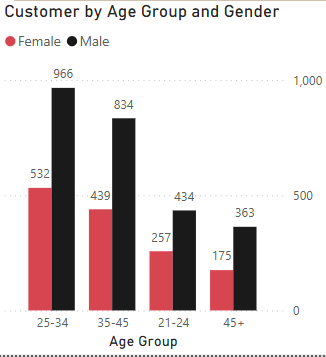 Customer by Age Group and Gender
Female Male
966
1,000
834
532
500
439
434
363
257
175
0
25-34 35-45 21-24 45+
Age Group